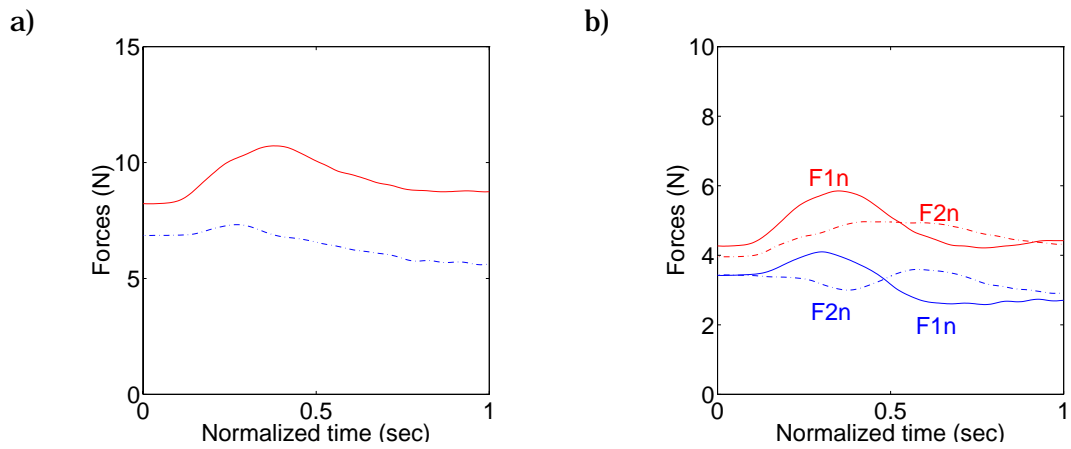 a)
15
10
5
0
Forces (N)
0 0.5 1
Normalized time (sec)
b)
10
8
6
4
2
0
Forces (N)
F1n
F2n
F2n
F1n
0 0.5 1
Normalized time (sec)